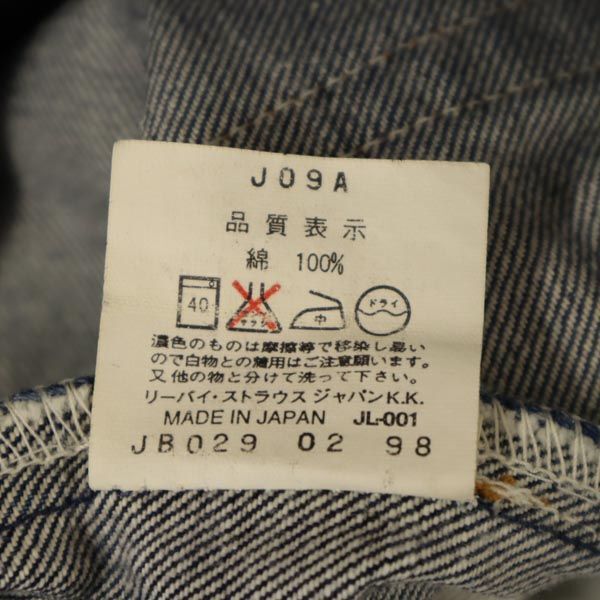 J09A
品質表示
綿 100%
40 サラシ 中 ドライ
濃色のものは摩擦等で移染し易い
ので白物との着用はご注意願います。
又他の物と分けて洗って下さい。
リーバイ・ストラウス ジャパン K.K.
MADE IN JAPAN JL-001
JB029 02 98